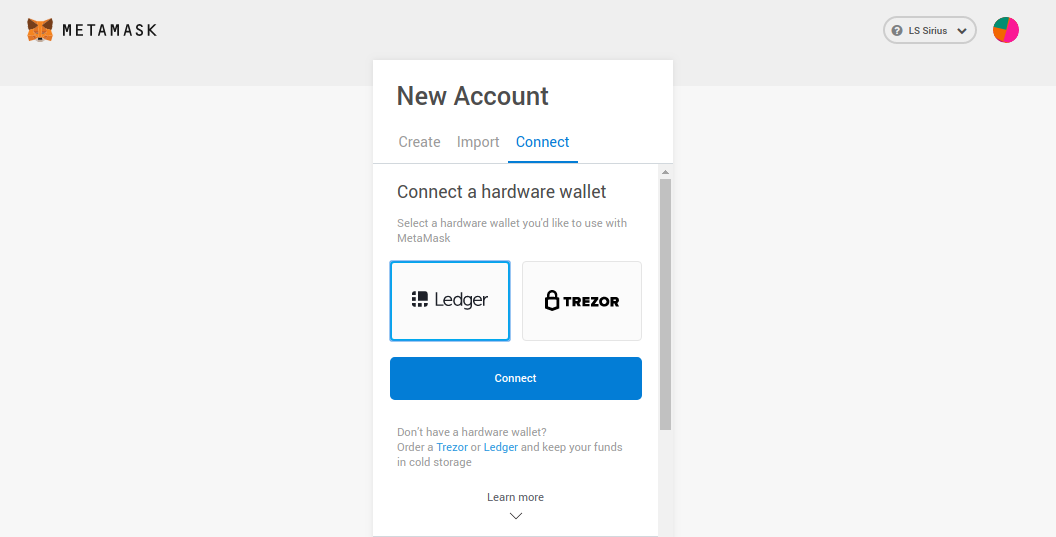 METAMASK
LS Sirius
New Account
Create Import Connect
Connect a hardware wallet
Select a hardware wallet you'd like to use with
MetaMask
Ledger TREZOR
Connect
Don't have a hardware wallet?
Order a Trezor or Ledger and keep your funds
in cold storage
Learn more